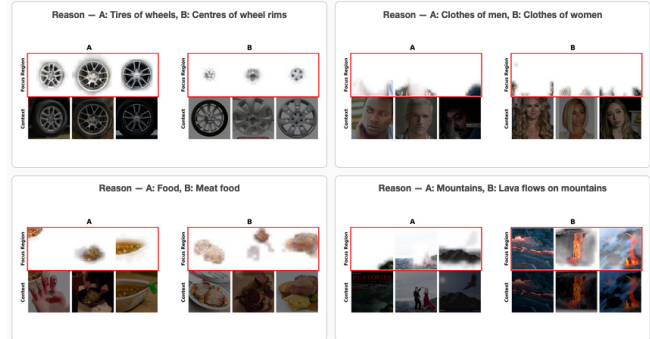 Reason — A: Tires of wheels, B: Centres of wheel rims
A
B
Focus Region
Context
Reason — A: Clothes of men, B: Clothes of women
A
B
Focus Region
Context
Reason — A: Food, B: Meat food
A
B
Focus Region
Context
Reason — A: Mountains, B: Lava flows on mountains
A
B
Focus Region
Context